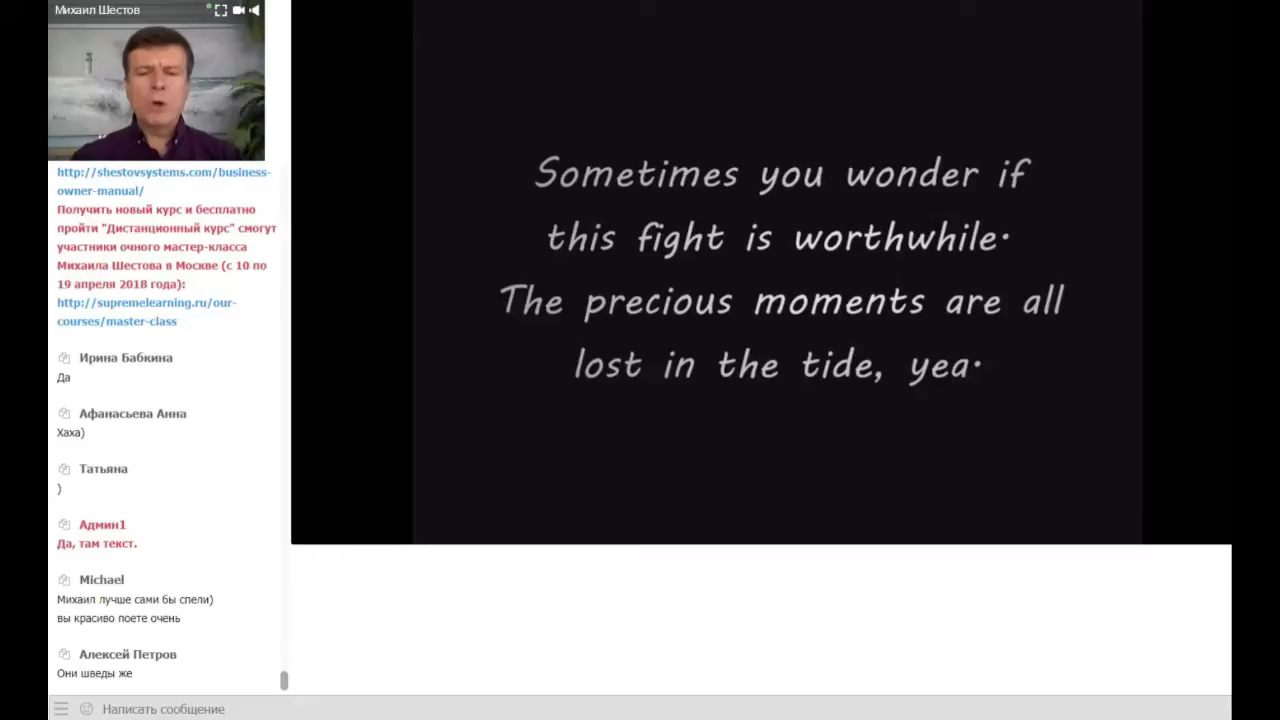 Михаил Шестов
http://shestovsystems.com/business-
owner-manual/
Получить новый курс и бесплатно
пройти "Дистанционный курс" смогут
участники очного мастер-класса
Михаила Шестова в Москве (с 10 по
19 апреля 2018 года):
http://supremelearning.ru/our-
courses/master-class
Ирина Бабкина
Да
Афанасьева Анна
Хаха)
Татьяна
)
Админ1
Да, там текст.
Michael
Михаил лучше сами бы спели)
вы красиво поете очень
Алексей Петров
Они шведы же
Написать сообщение
Sometimes you wonder if
this fight is worthwhile.
The precious moments are all
lost in the tide, yea.